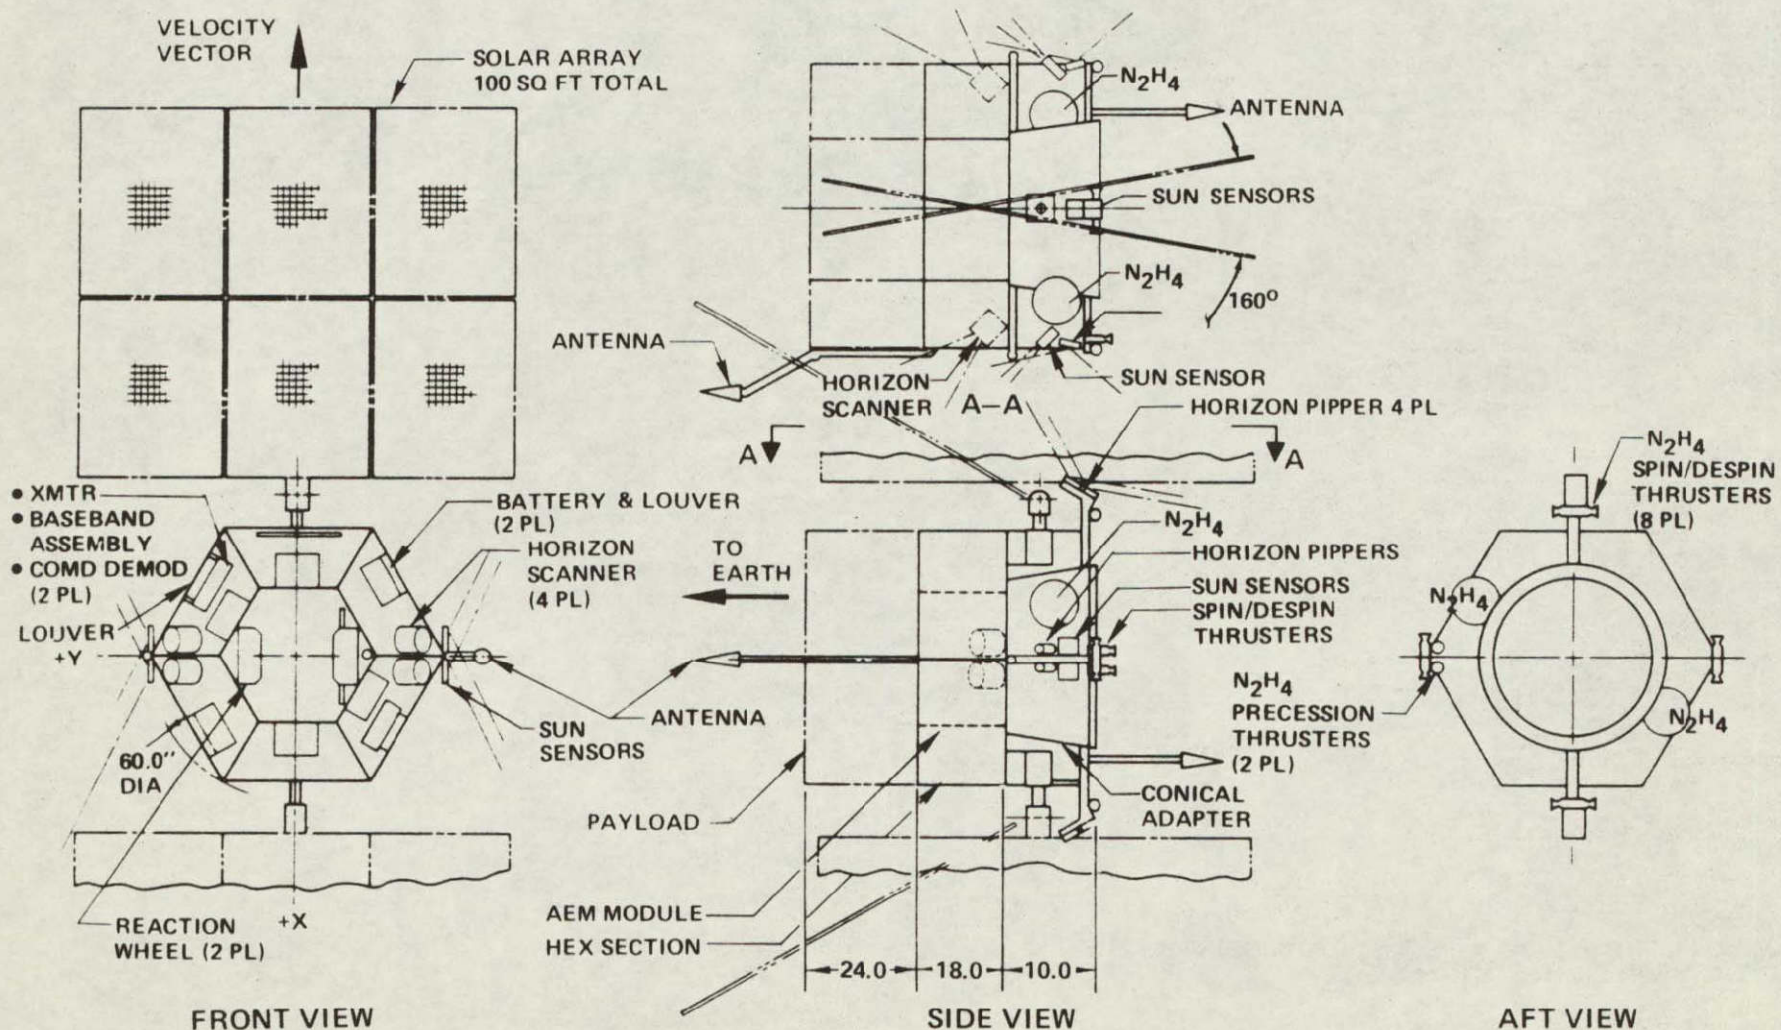 VELOCITY
VECTOR
SOLAR ARRAY
100 SQ FT TOTAL
N₂H₄
ANTENNA
SUN SENSORS
N₂H₄
160°
ANTENNA
HORIZON
SCANNER
A–A
SUN SENSOR
HORIZON PIPPER 4 PL
A
A
• XMTR
• BASEBAND
ASSEMBLY
• COMD DEMOD
(2 PL)
LOUVER
+Y
BATTERY & LOUVER
(2 PL)
HORIZON
SCANNER
(4 PL)
TO
EARTH
N₂H₄
HORIZON PIPPERS
SUN SENSORS
SPIN/DESPIN
THRUSTERS
N₂H₄
SPIN/DESPIN
THRUSTERS
(8 PL)
N₂H₄
N₂H₄
N₂H₄
PRECESSION
THRUSTERS
(2 PL)
SUN
SENSORS
ANTENNA
60.0"
DIA
PAYLOAD
CONICAL
ADAPTER
REACTION
WHEEL (2 PL)
+X
AEM MODULE
HEX SECTION
24.0
18.0
10.0
FRONT VIEW
SIDE VIEW
AFT VIEW